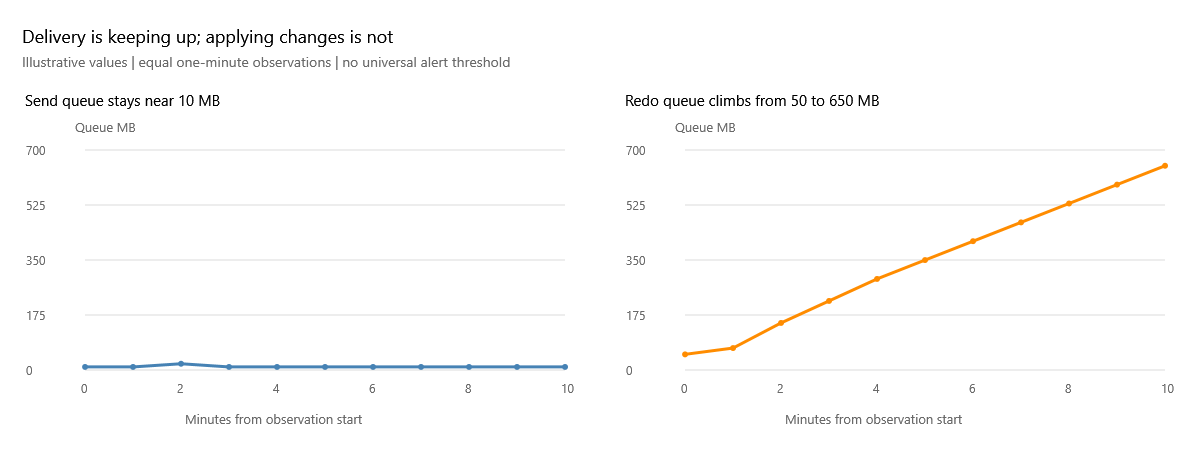 Delivery is keeping up; applying changes is not
Illustrative values | equal one-minute observations | no universal alert threshold
Send queue stays near 10 MB
Queue MB
700
525
350
175
0
0 2 4 6 8 10
Minutes from observation start
Redo queue climbs from 50 to 650 MB
Queue MB
700
525
350
175
0
0 2 4 6 8 10
Minutes from observation start